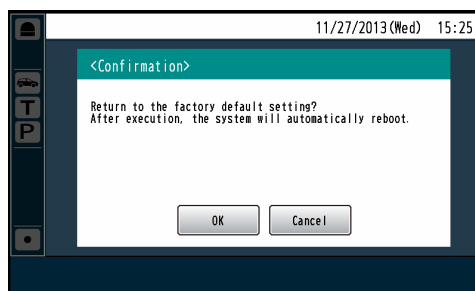 11/27/2013(Wed) 15:25
<Confirmation>
T
P
Return to the factory default setting?
After execution, the system will automatically reboot.
OK Cancel